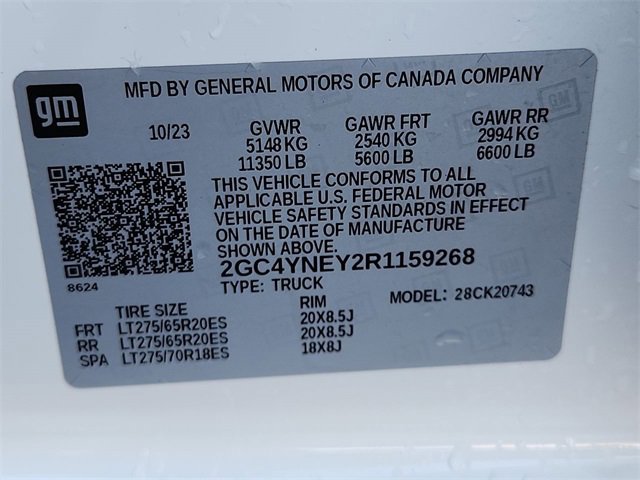 gm
MFD BY GENERAL MOTORS OF CANADA COMPANY
10/23 GVWR GAWR FRT GAWR RR
5148 KG 2540 KG 2994 KG
11350 LB 5600 LB 6600 LB
THIS VEHICLE CONFORMS TO ALL
APPLICABLE U.S. FEDERAL MOTOR
VEHICLE SAFETY STANDARDS IN EFFECT
ON THE DATE OF MANUFACTURE
SHOWN ABOVE.
8624
2GC4YNEY2R1159268
TYPE: TRUCK MODEL: 28CK20743
TIRE SIZE RIM
FRT LT275/65R20ES 20X8.5J
RR LT275/65R20ES 20X8.5J
SPA LT275/70R18ES 18X8J